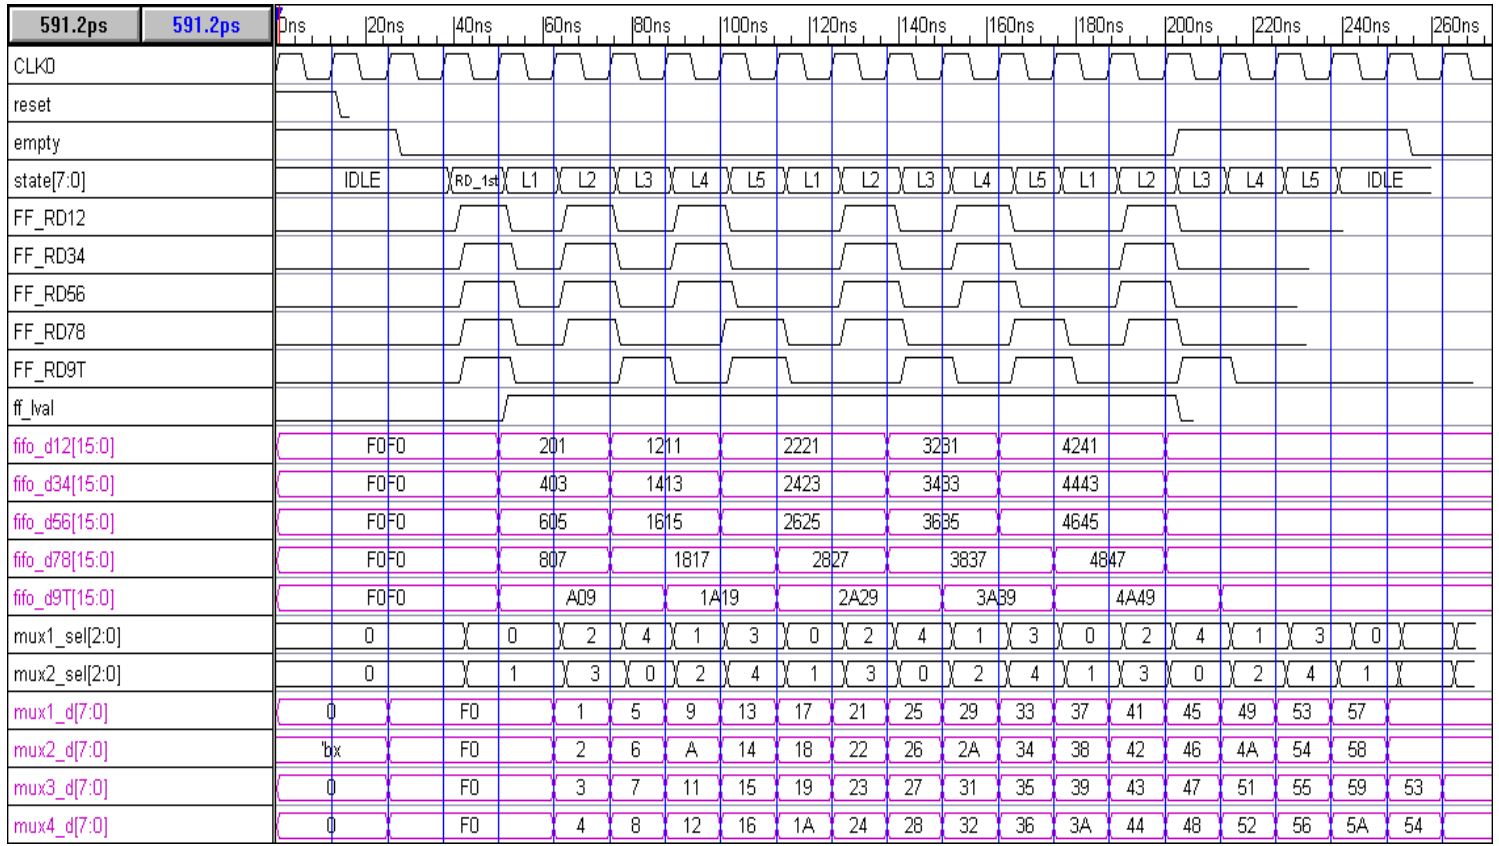 591.2ps 591.2ps 0ns 20ns 40ns 60ns 80ns 100ns 120ns 140ns 160ns 180ns 200ns 220ns 240ns 260ns
CLK0
reset
empty
state[7:0] IDLE RD_1st L1 L2 L3 L4 L5 L1 L2 L3 L4 L5 L1 L2 L3 L4 L5 IDLE
FF_RD12
FF_RD34
FF_RD56
FF_RD78
FF_RD9T
ff_lval
fifo_d12[15:0] F0F0 201 1211 2221 3231 4241
fifo_d34[15:0] F0F0 403 1413 2423 3433 4443
fifo_d56[15:0] F0F0 605 1615 2625 3635 4645
fifo_d78[15:0] F0F0 807 1817 2827 3837 4847
fifo_d9T[15:0] F0F0 A09 1A19 2A29 3A39 4A49
mux1_sel[2:0] 0 0 2 4 1 3 0 2 4 1 3 0 2 4 1 3 0
mux2_sel[2:0] 0 1 3 0 2 4 1 3 0 2 4 1 3 0 2 4 1
mux1_d[7:0] 0 F0 1 5 9 13 17 21 25 29 33 37 41 45 49 53 57
mux2_d[7:0] 'bx F0 2 6 A 14 18 22 26 2A 34 38 42 46 4A 54 58
mux3_d[7:0] 0 F0 3 7 11 15 19 23 27 31 35 39 43 47 51 55 59 53
mux4_d[7:0] 0 F0 4 8 12 16 1A 24 28 32 36 3A 44 48 52 56 5A 54